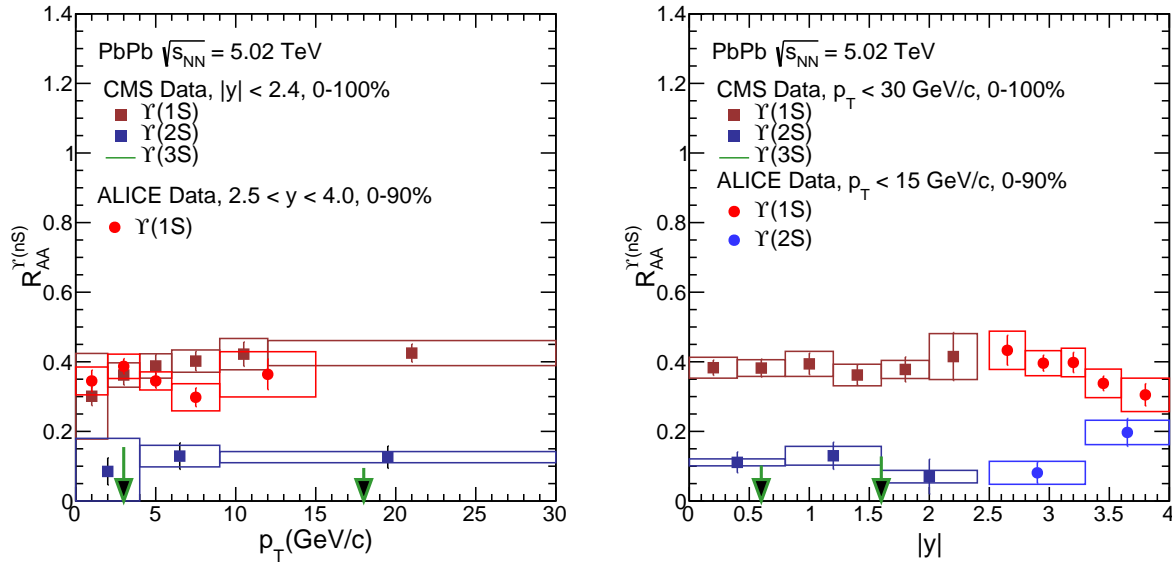 PbPb √s_NN = 5.02 TeV
CMS Data, |y| < 2.4, 0-100%
ϒ(1S)
ϒ(2S)
ϒ(3S)
ALICE Data, 2.5 < y < 4.0, 0-90%
ϒ(1S)
R_AA^ϒ(nS)
1.4
1.2
1
0.8
0.6
0.4
0.2
0
0 5 10 15 20 25 30
p_T(GeV/c)
PbPb √s_NN = 5.02 TeV
CMS Data, p_T < 30 GeV/c, 0-100%
ϒ(1S)
ϒ(2S)
ϒ(3S)
ALICE Data, p_T < 15 GeV/c, 0-90%
ϒ(1S)
ϒ(2S)
R_AA^ϒ(nS)
1.4
1.2
1
0.8
0.6
0.4
0.2
0
0 0.5 1 1.5 2 2.5 3 3.5 4
|y|